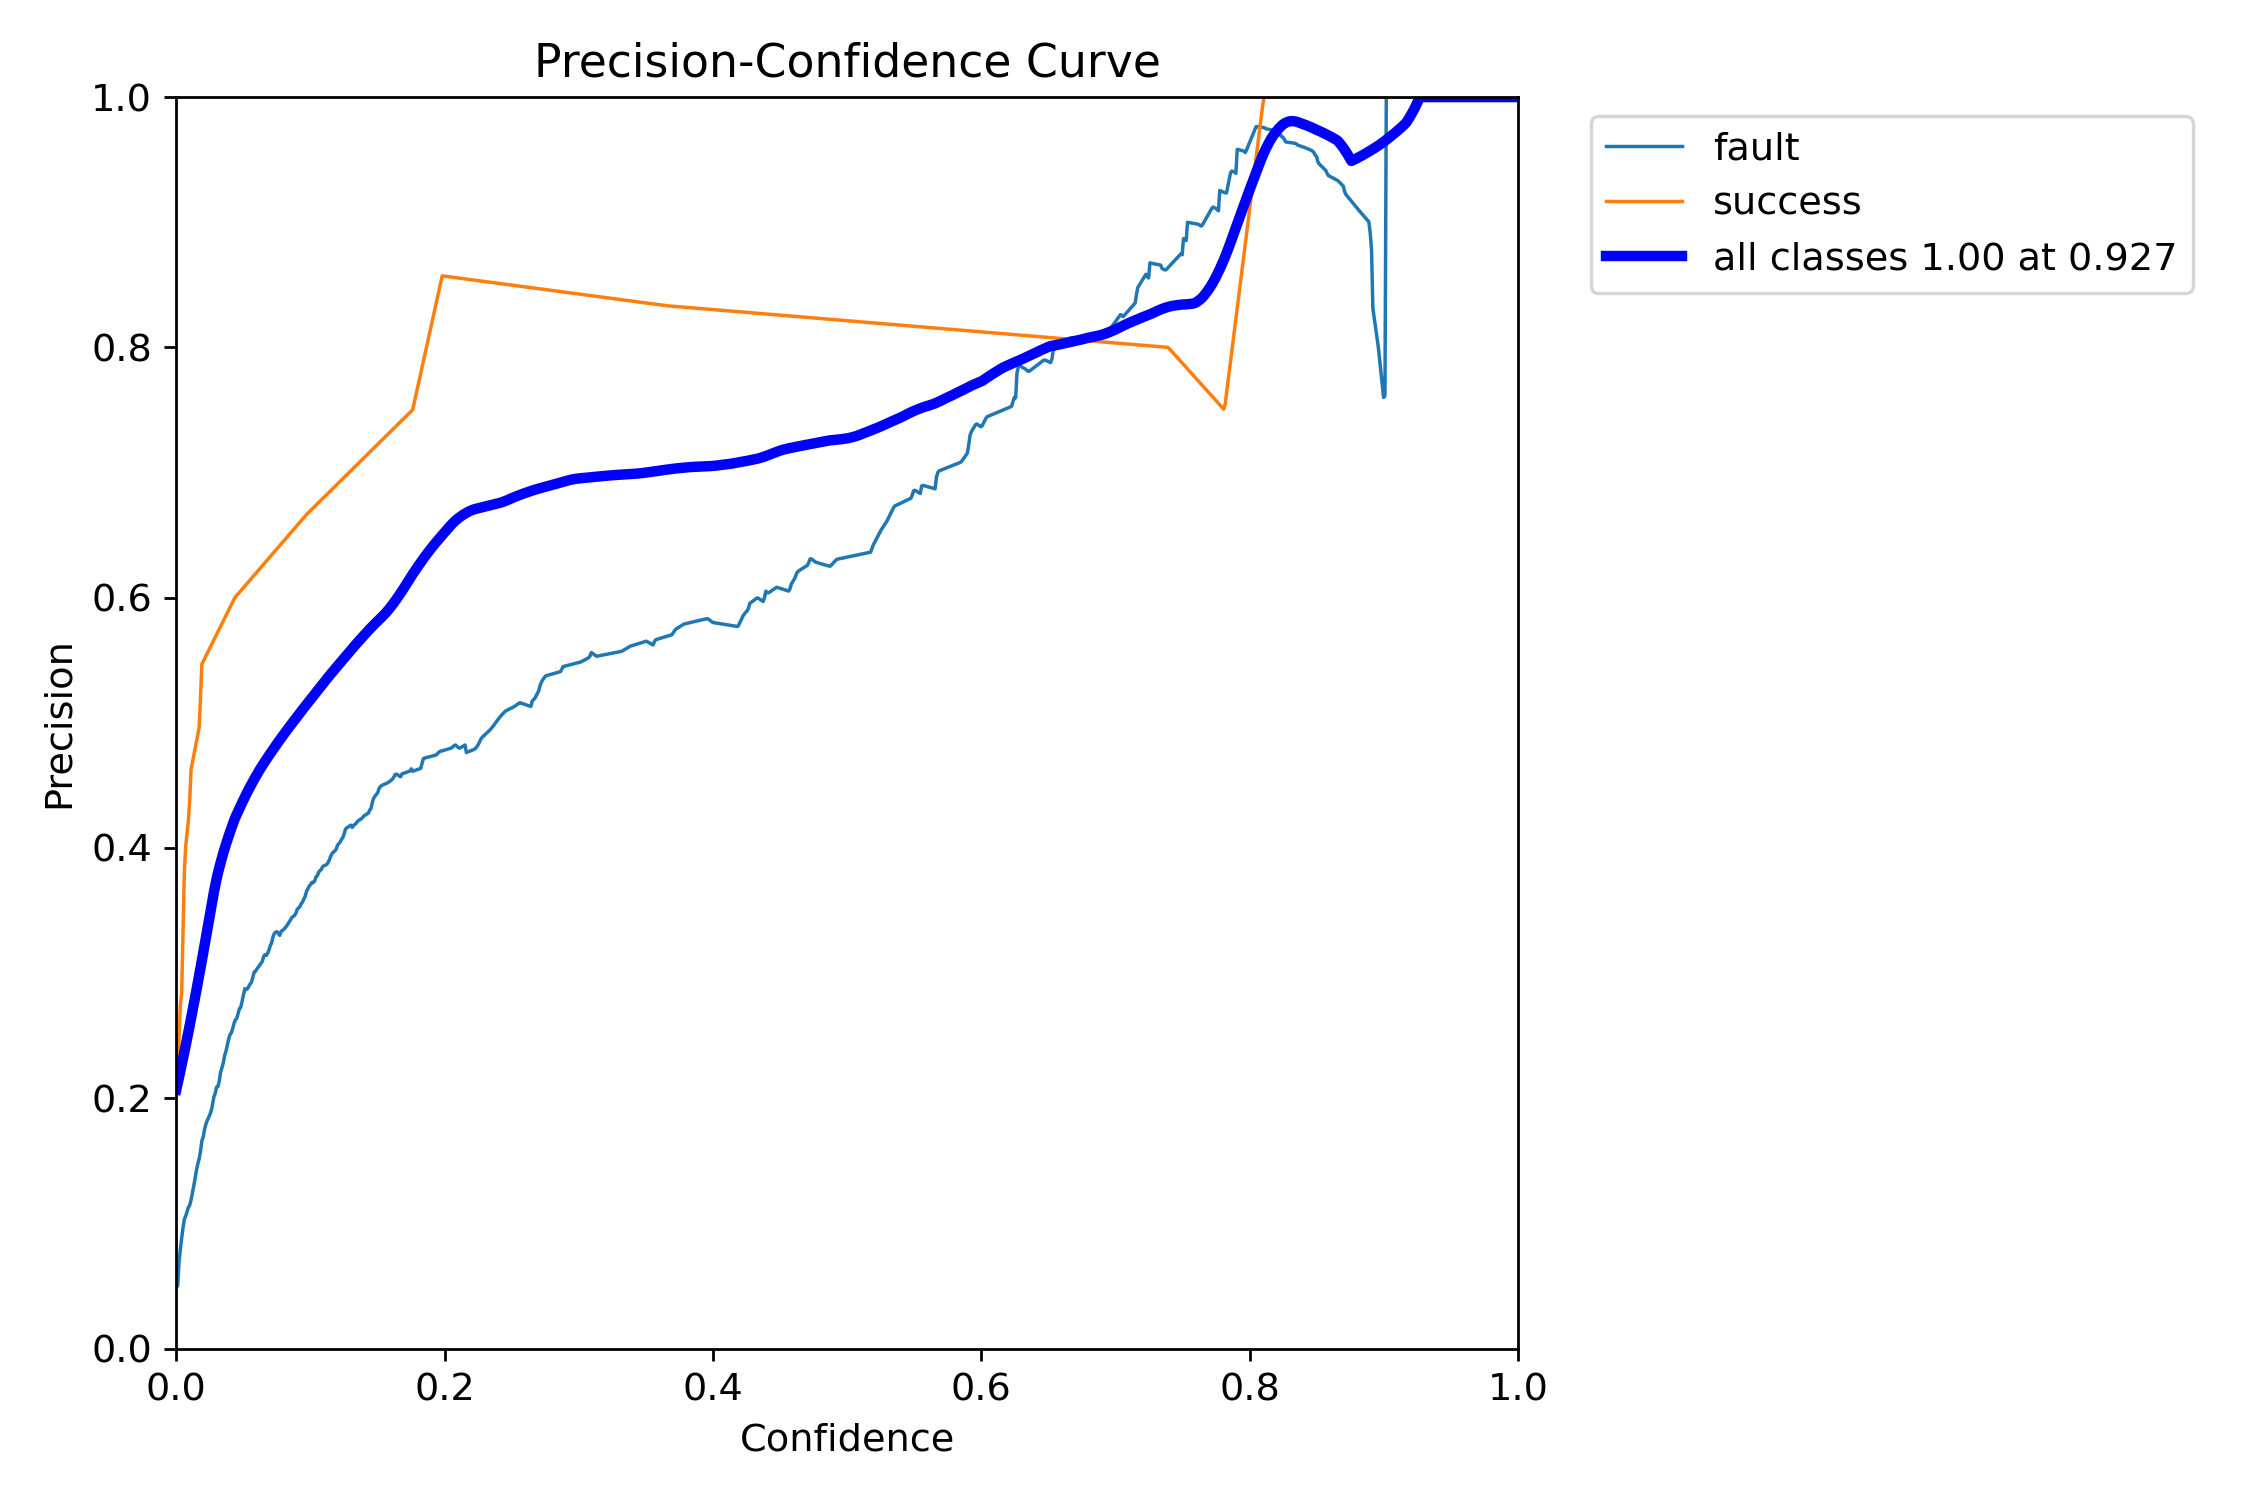 Precision-Confidence Curve
1.0
0.8
0.6
0.4
0.2
0.0
Precision
0.0 0.2 0.4 0.6 0.8 1.0
Confidence
fault
success
all classes 1.00 at 0.927